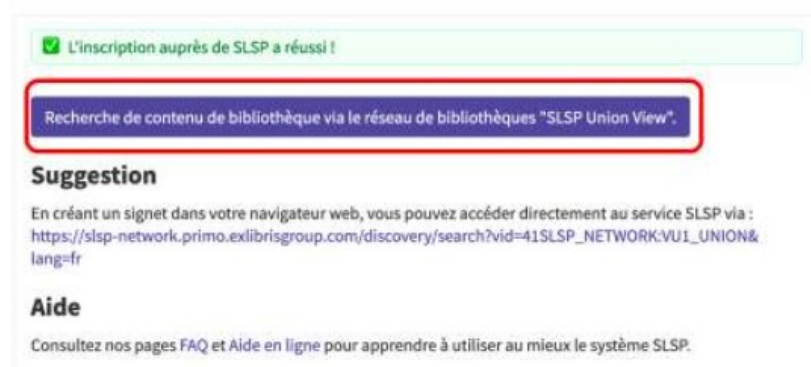 L'inscription auprès de SLSP a réussi !
Recherche de contenu de bibliothèque via le réseau de bibliothèques "SLSP Union View".
Suggestion
En créant un signet dans votre navigateur web, vous pouvez accéder directement au service SLSP via :
https://slsp-network.primo.exlibrisgroup.com/discovery/search?vid=41SLSP_NETWORK:VU1_UNION&
lang=fr
Aide
Consultez nos pages FAQ et Aide en ligne pour apprendre à utiliser au mieux le système SLSP.